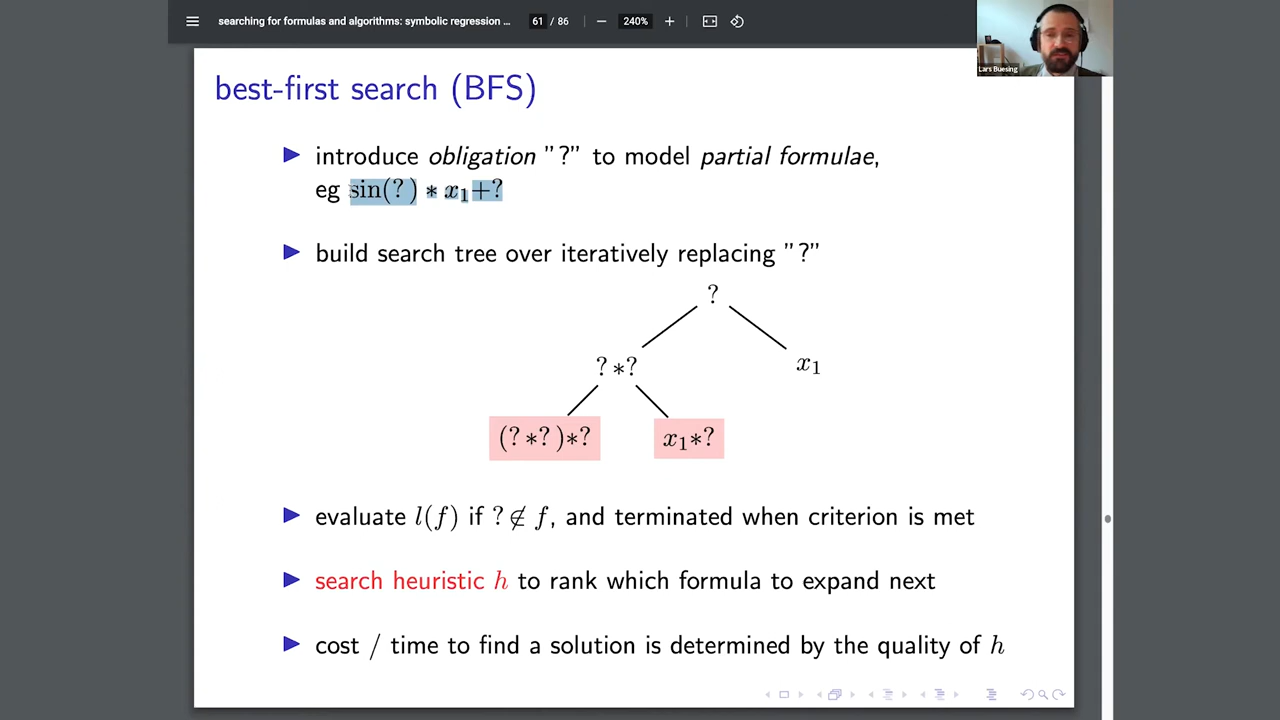 searching for formulas and algorithms: symbolic regression ...
61 / 86
240%
Lars Buesing
best-first search (BFS)
introduce obligation "?" to model partial formulae,
eg sin(?) * x₁+?
build search tree over iteratively replacing "?"
?
? *?
x₁
(? *?)*?
x₁*?
evaluate l(f) if ? ∉ f, and terminated when criterion is met
search heuristic h to rank which formula to expand next
cost / time to find a solution is determined by the quality of h